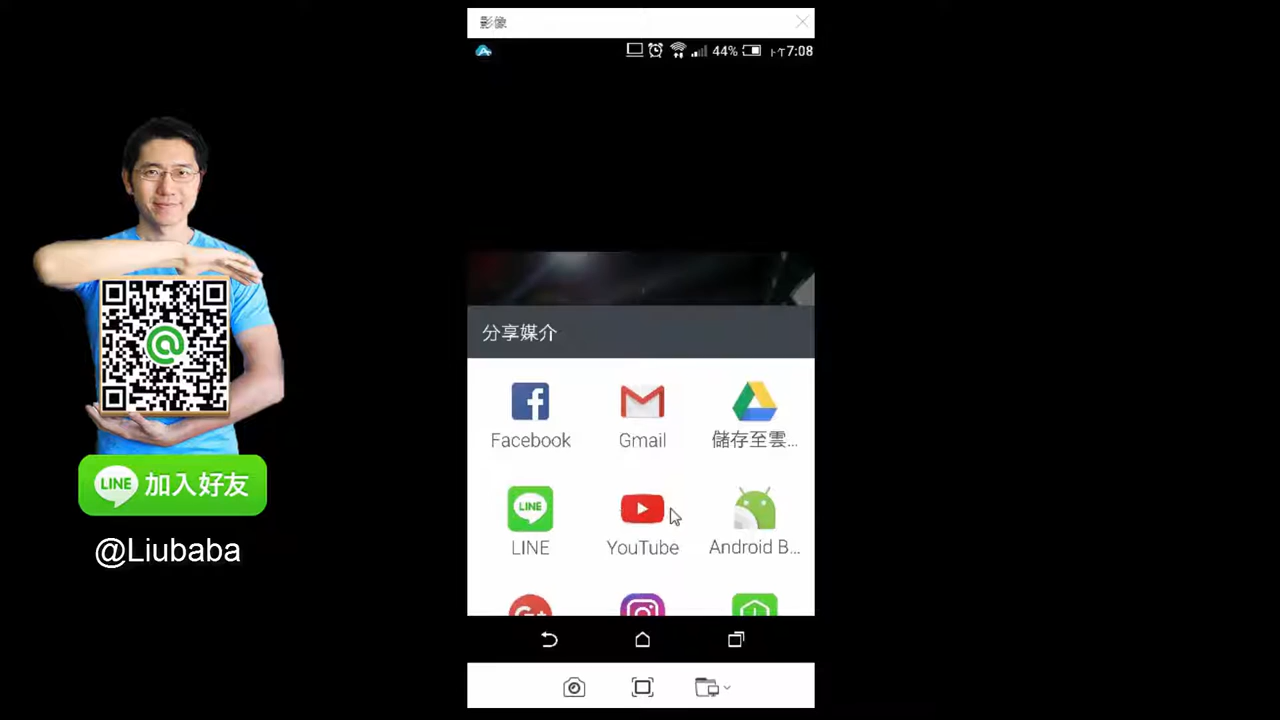 影像
44% 下午7:08
分享媒介
Facebook
Gmail
儲存至雲...
LINE
YouTube
Android B...
G+
LINE 加入好友
@Liubaba